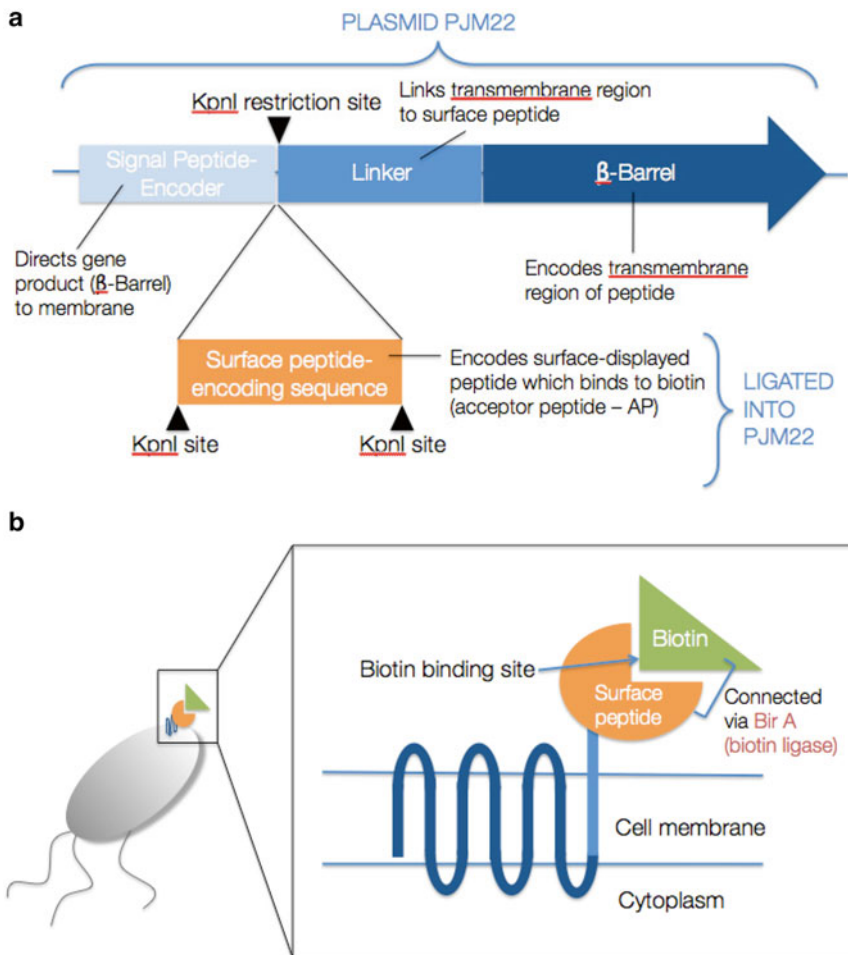 a
PLASMID PJM22
KpnI restriction site
Links transmembrane region
to surface peptide
Signal Peptide-
Encoder
Linker
β-Barrel
Directs gene
product (β-Barrel)
to membrane
Encodes transmembrane
region of peptide
Surface peptide-
encoding sequence
Encodes surface-displayed
peptide which binds to biotin
(acceptor peptide – AP)
LIGATED
INTO
PJM22
KpnI site
KpnI site
b
Biotin
Biotin binding site
Surface
peptide
Connected
via Bir A
(biotin ligase)
Cell membrane
Cytoplasm